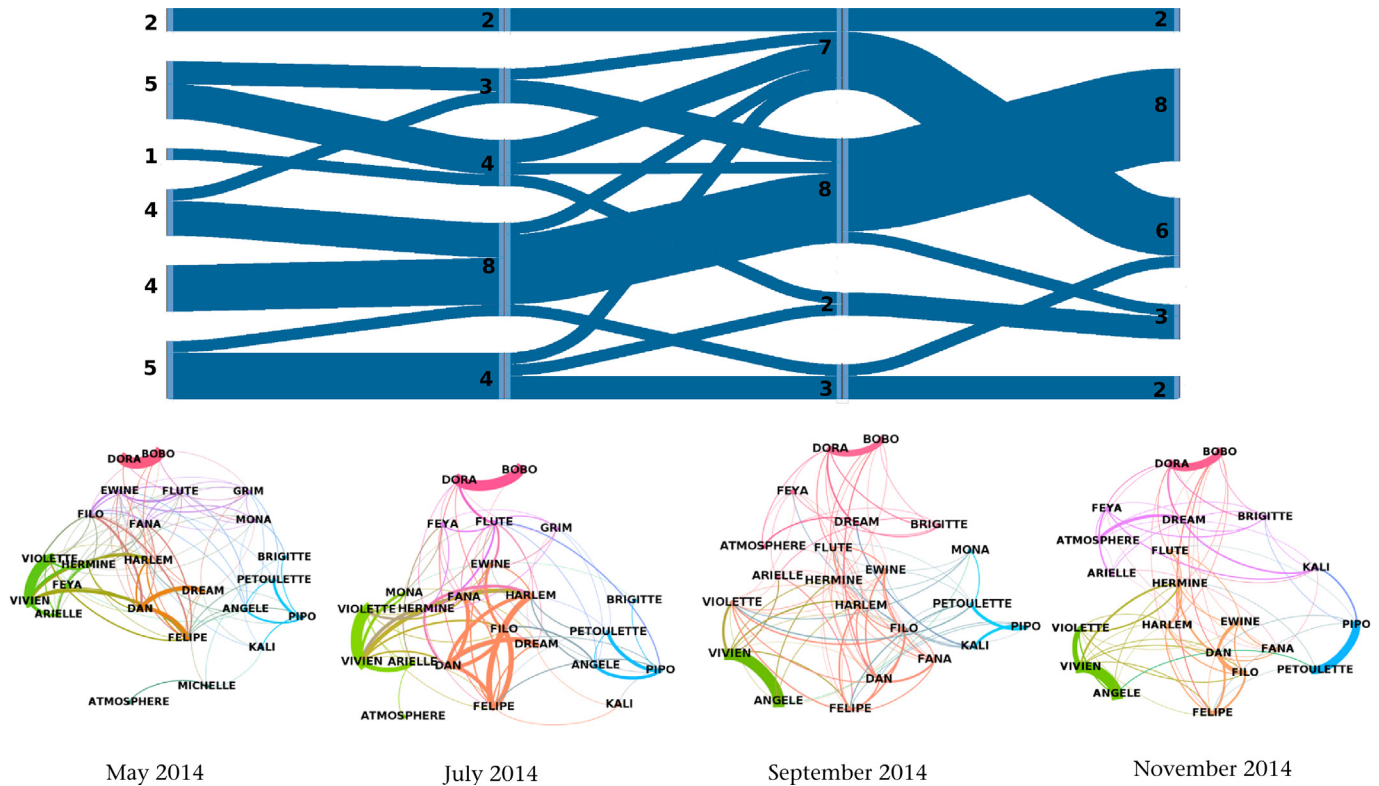 2 2 2
7
5 3
8
4 8
1
4 6
8
4 2 3
5 4 3 2
DORA BOBO
EWINE FLUTE GRIM
FILO FANA MONA
VIOLETTE HERMINE HARLEM BRIGITTE
FEYA DREAM PETOULETTE
VIVIEN ARIELLE DAN ANGELE PIPO
FELIPE KALI
ATMOSPHERE MICHELLE
DORA BOBO
FEYA FLUTE GRIM
EWINE
MONA FANA HARLEM BRIGITTE
VIOLETTE HERMINE
FILO PETOULETTE
DREAM
VIVIEN ARIELLE DAN ANGELE PIPO
FELIPE KALI
ATMOSPHERE
DORA BOBO
FEYA
DREAM BRIGITTE
ATMOSPHERE FLUTE MONA
ARIELLE HERMINE EWINE
VIOLETTE HARLEM PETOULETTE
FILO PIPO
KALI
VIVIEN FANA
DAN
ANGELE FELIPE
DORA BOBO
FEYA
DREAM BRIGITTE
ATMOSPHERE
FLUTE
ARIELLE KALI
HERMINE
VIOLETTE HARLEM EWINE PIPO
VIVIEN DAN FANA
FILO PETOULETTE
ANGELE
FELIPE
May 2014 July 2014 September 2014 November 2014